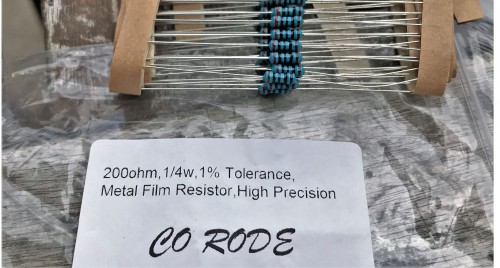 200ohm,1/4w,1% Tolerance,
Metal Film Resistor,High Precision
CO RODE